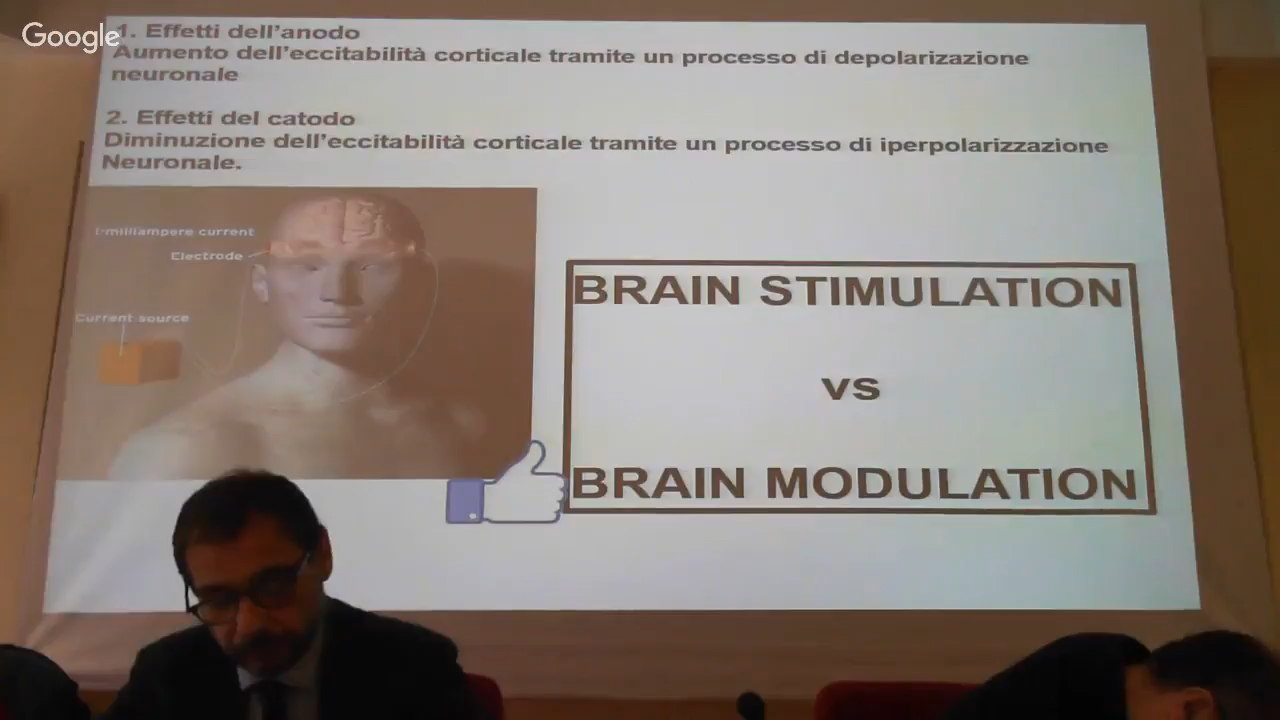 Google
1. Effetti dell'anodo
Aumento dell'eccitabilità corticale tramite un processo di depolarizazione
neuronale
2. Effetti del catodo
Diminuzione dell'eccitabilità corticale tramite un processo di iperpolarizzazione
Neuronale.
1-milliampere current
Electrode
Current source
BRAIN STIMULATION
vs
BRAIN MODULATION